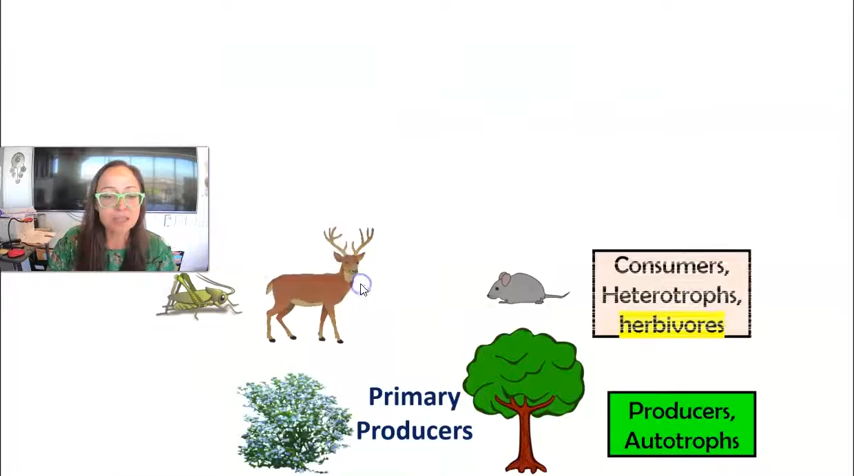 Consumers,
Heterotrophs,
herbivores
Primary
Producers
Producers,
Autotrophs